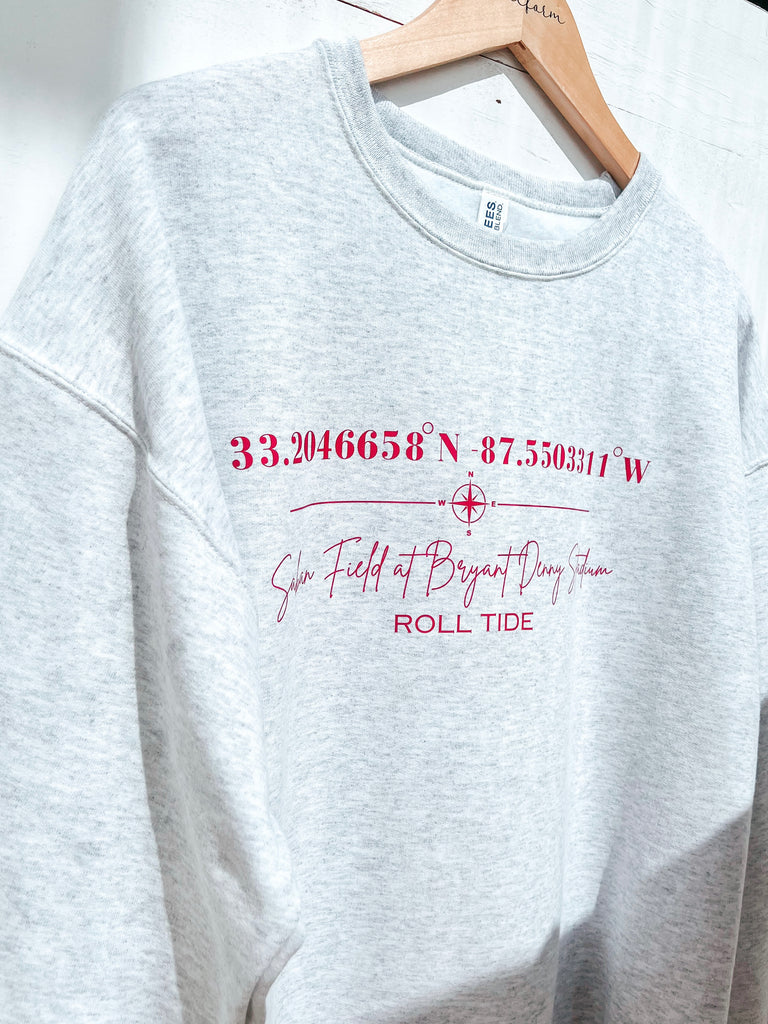 EES
BLEND.
33.2046658°N -87.5503311°W
N
W E
S
Saban Field at Bryant Denny Stadium
ROLL TIDE